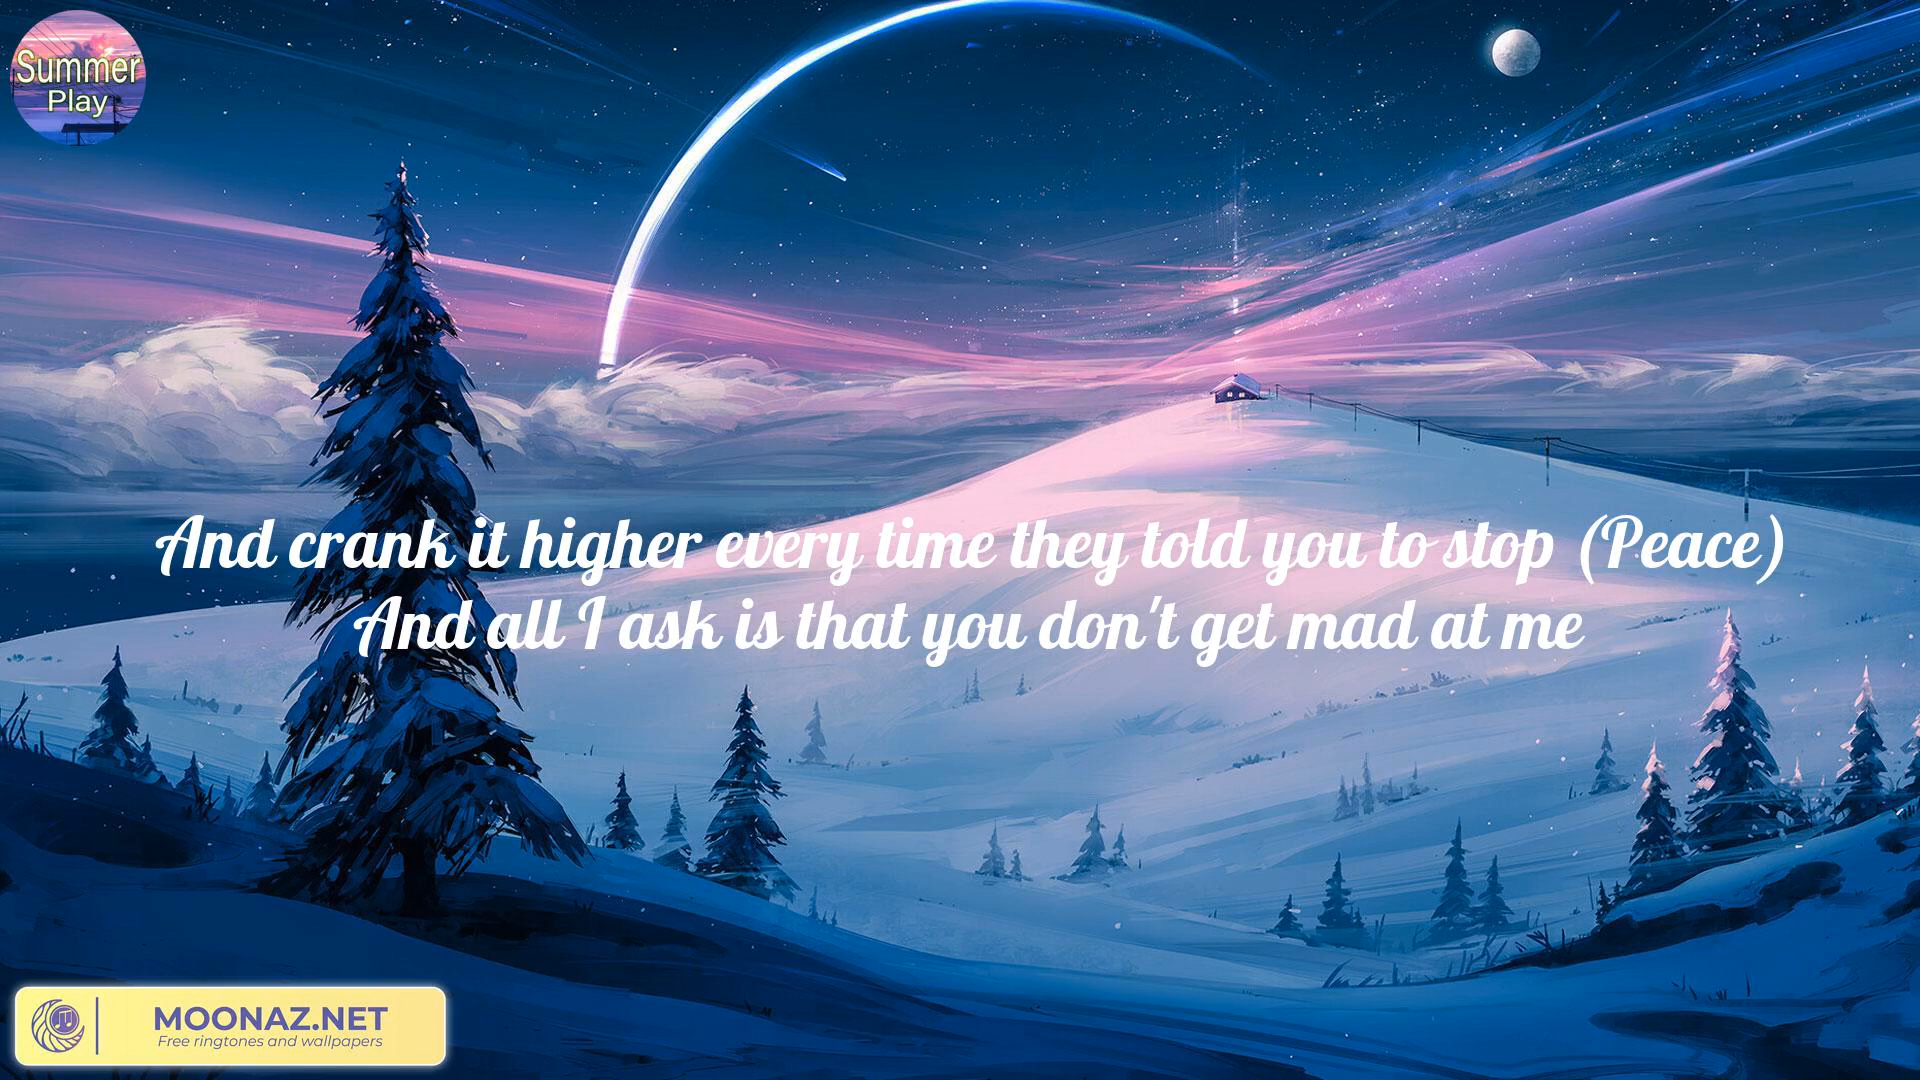 Summer
Play
And crank it higher every time they told you to stop (Peace)
And all I ask is that you don't get mad at me
MOONAZ.NET
Free ringtones and wallpapers